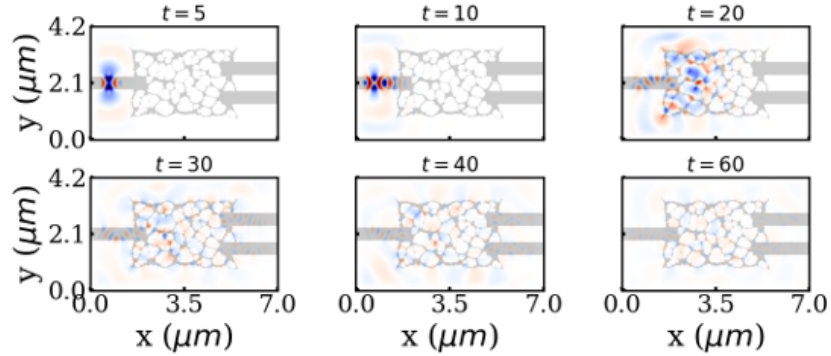 t = 5 t = 10 t = 20
4.2
y (μm) 2.1
0.0
t = 30 t = 40 t = 60
4.2
y (μm) 2.1
0.0
0.0 3.5 7.0 0.0 3.5 7.0 0.0 3.5 7.0
x (μm) x (μm) x (μm)